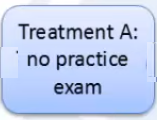 Treatment A:
no practice
exam